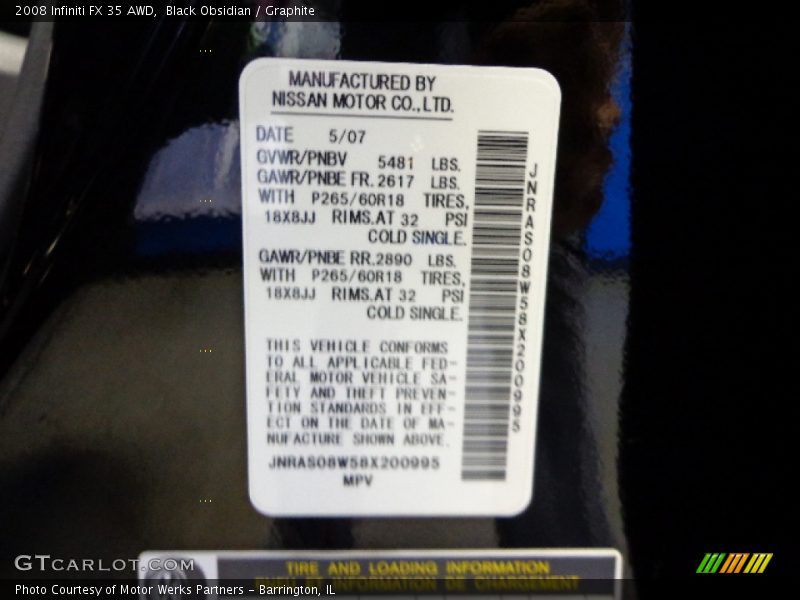 2008 Infiniti FX 35 AWD, Black Obsidian / Graphite
MANUFACTURED BY
NISSAN MOTOR CO., LTD.
DATE 5/07
GVWR/PNBV 5481 LBS.
GAWR/PNBE FR. 2617 LBS.
WITH P265/60R18 TIRES,
18X8JJ RIMS. AT 32 PSI
COLD SINGLE.
GAWR/PNBE RR. 2890 LBS.
WITH P265/60R18 TIRES,
18X8JJ RIMS. AT 32 PSI
COLD SINGLE.
THIS VEHICLE CONFORMS
TO ALL APPLICABLE FED-
ERAL MOTOR VEHICLE SA-
FETY AND THEFT PREVEN-
TION STANDARDS IN EFF-
ECT ON THE DATE OF MA-
NUFACTURE SHOWN ABOVE.
JNRAS08W58X200995
MPV
JNRAS08W58X200995
TIRE AND LOADING INFORMATION
INFORMATION DE CHARGEMENT
GTCARLOT.COM
Photo Courtesy of Motor Werks Partners - Barrington, IL